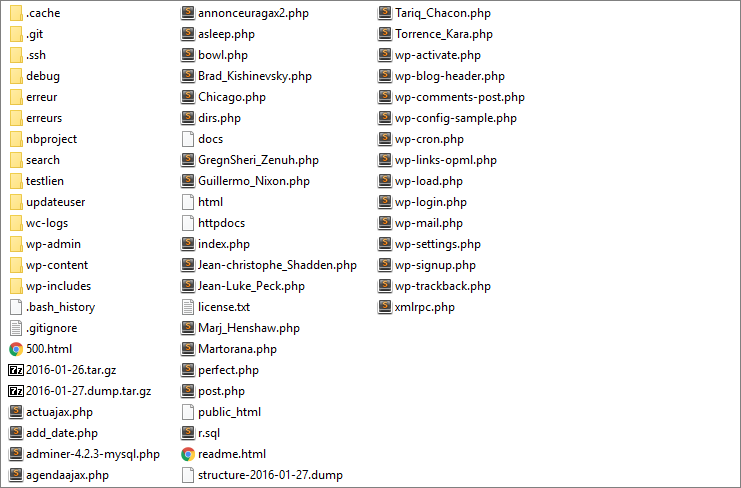 .cache
.git
.ssh
debug
erreur
erreurs
nbproject
search
testlien
updateuser
wc-logs
wp-admin
wp-content
wp-includes
.bash_history
.gitignore
500.html
2016-01-26.tar.gz
2016-01-27.dump.tar.gz
actuajax.php
add_date.php
adminer-4.2.3-mysql.php
agendaajax.php
annonceuragax2.php
asleep.php
bowl.php
Brad_Kishinevsky.php
Chicago.php
dirs.php
docs
GregnSheri_Zenuh.php
Guillermo_Nixon.php
html
httpdocs
index.php
Jean-christophe_Shadden.php
Jean-Luke_Peck.php
license.txt
Marj_Henshaw.php
Martorana.php
perfect.php
post.php
public_html
r.sql
readme.html
structure-2016-01-27.dump
Tariq_Chacon.php
Torrence_Kara.php
wp-activate.php
wp-blog-header.php
wp-comments-post.php
wp-config-sample.php
wp-cron.php
wp-links-opml.php
wp-load.php
wp-login.php
wp-mail.php
wp-settings.php
wp-signup.php
wp-trackback.php
xmlrpc.php